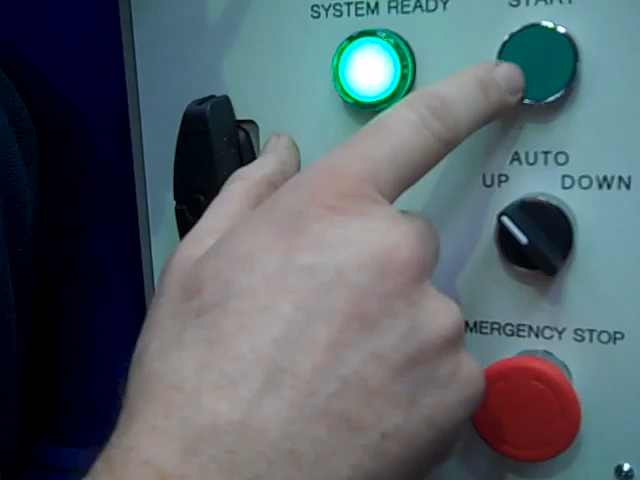 SYSTEM READY
START
AUTO
UP DOWN
MERGENCY STOP